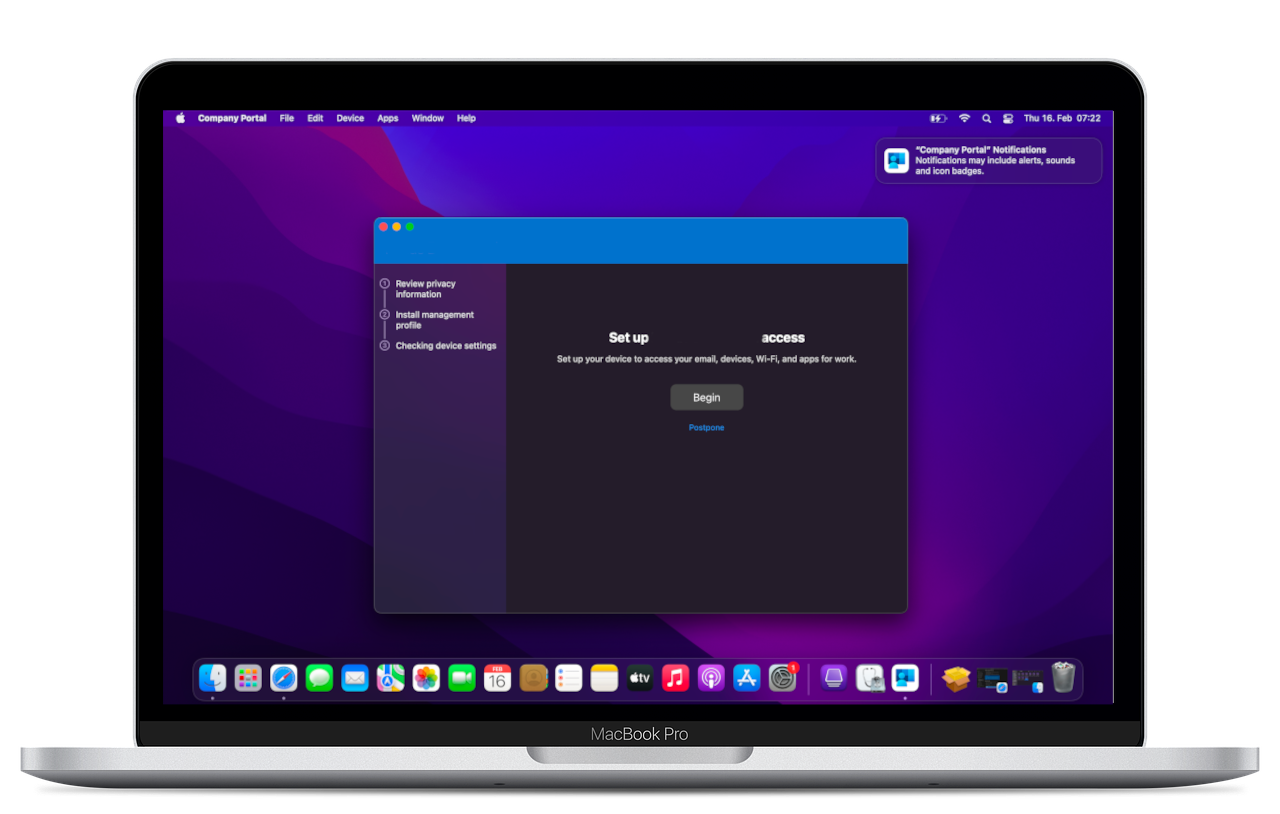 Company Portal File Edit Device Apps Window Help
Thu 16. Feb 07:22
“Company Portal” Notifications
Notifications may include alerts, sounds
and icon badges.
1 Review privacy
information
2 Install management
profile
3 Checking device settings
Set up access
Set up your device to access your email, devices, Wi-Fi, and apps for work.
Begin
Postpone
FEB
16
tv
1
MacBook Pro